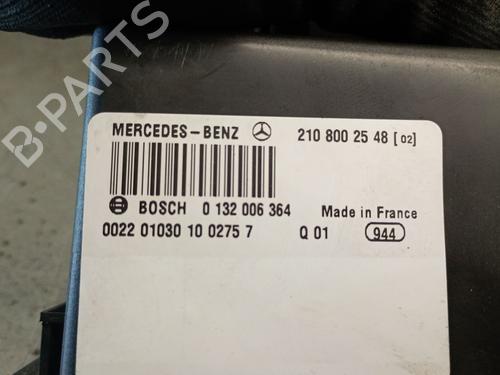 MERCEDES-BENZ 210 800 25 48 [02]
BOSCH 0 132 006 364 Made in France
0022 01030 10 0275 7 Q 01 944
B-PARTS